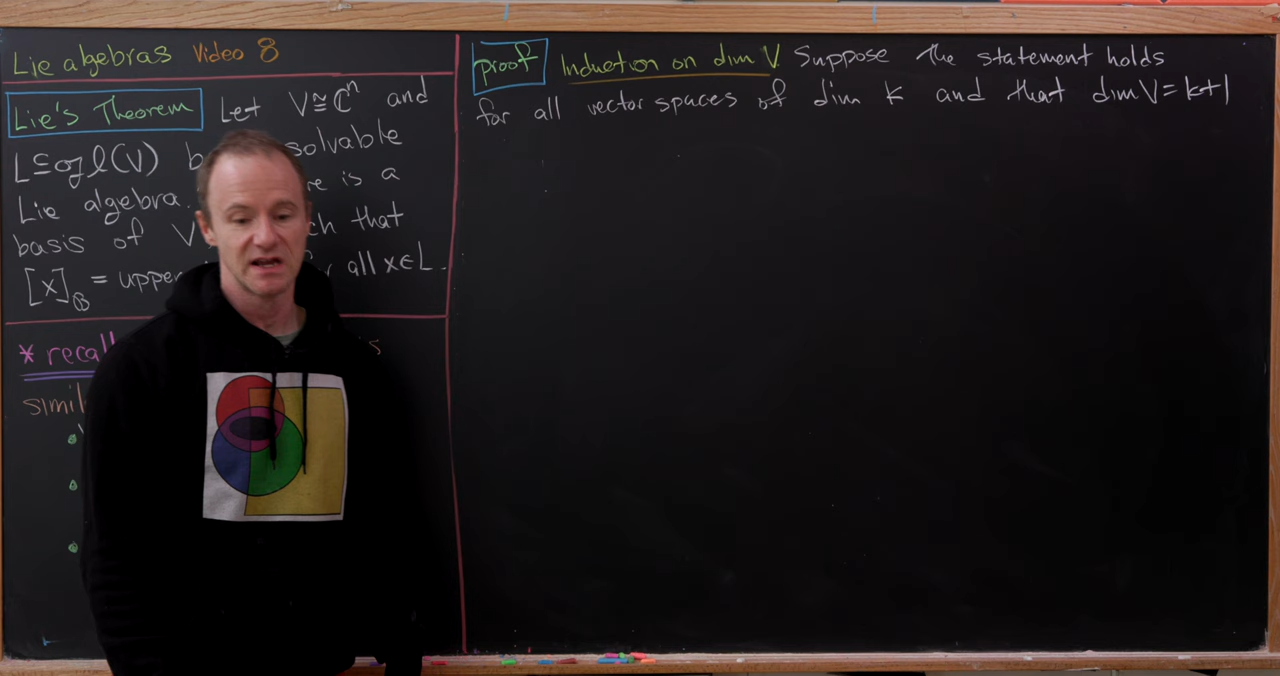 Lie algebras Video 8
Lie's Theorem Let V≅ℂⁿ and
L⊆gl(V) b solvable
Lie algebra. re is a
basis of V ch that
[x]_B = upper all x∈L.
* recall s
simil
proof Induction on dim V Suppose the statement holds
for all vector spaces of dim k and that dim V=k+1